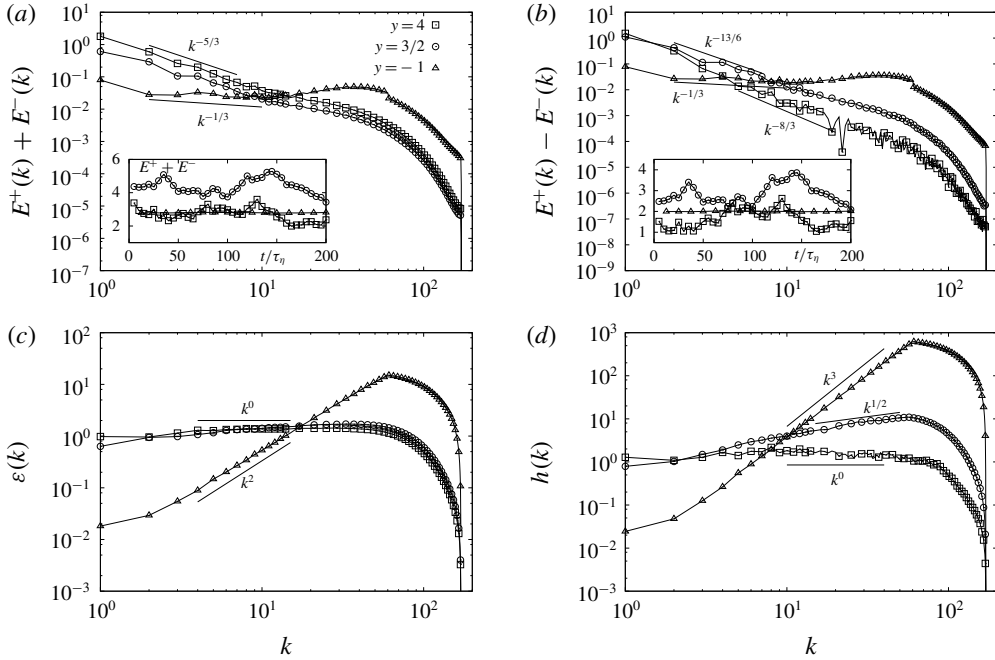 (a)
10^2
10^1
10^0
10^{-1}
10^{-2}
10^{-3}
10^{-4}
10^{-5}
10^{-6}
10^{-7}
E^+(k) + E^-(k)
k^{-5/3}
k^{-1/3}
y = 4
y = 3/2
y = −1
E^+ + E^-
6
4
2
0 50 100 t/τ_η 200
10^0 10^1 10^2
(b)
10^2
10^1
10^0
10^{-1}
10^{-2}
10^{-3}
10^{-4}
10^{-5}
10^{-6}
10^{-7}
10^{-8}
10^{-9}
E^+(k) − E^-(k)
k^{-13/6}
k^{-1/3}
k^{-8/3}
4
3
2
1
0 50 100 t/τ_η 200
10^0 10^1 10^2
(c)
10^2
10^1
10^0
10^{-1}
10^{-2}
10^{-3}
ε(k)
k^0
k^2
10^0 10^1 10^2
k
(d)
10^3
10^2
10^1
10^0
10^{-1}
10^{-2}
10^{-3}
h(k)
k^3
k^{1/2}
k^0
10^0 10^1 10^2
k